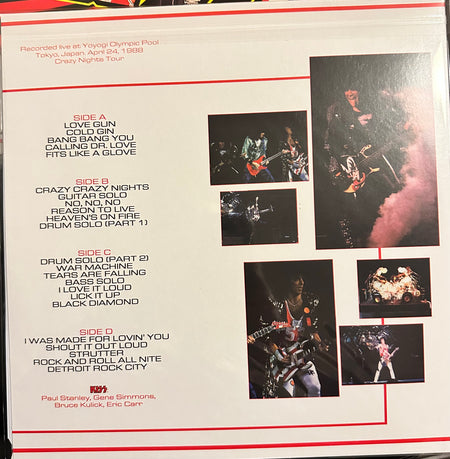 Recorded live at Yoyogi Olympic Pool
Tokyo, Japan, April 24, 1988
Crazy Nights Tour
SIDE A
LOVE GUN
COLD GIN
BANG BANG YOU
CALLING DR. LOVE
FITS LIKE A GLOVE
SIDE B
CRAZY CRAZY NIGHTS
GUITAR SOLO
NO, NO, NO
REASON TO LIVE
HEAVEN'S ON FIRE
DRUM SOLO (PART 1)
SIDE C
DRUM SOLO (PART 2)
WAR MACHINE
TEARS ARE FALLING
BASS SOLO
I LOVE IT LOUD
LICK IT UP
BLACK DIAMOND
SIDE D
I WAS MADE FOR LOVIN' YOU
SHOUT IT OUT LOUD
STRUTTER
ROCK AND ROLL ALL NITE
DETROIT ROCK CITY
KISS
Paul Stanley, Gene Simmons,
Bruce Kulick, Eric Carr